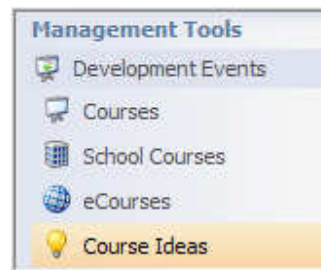 Management Tools
Development Events
Courses
School Courses
eCourses
Course Ideas